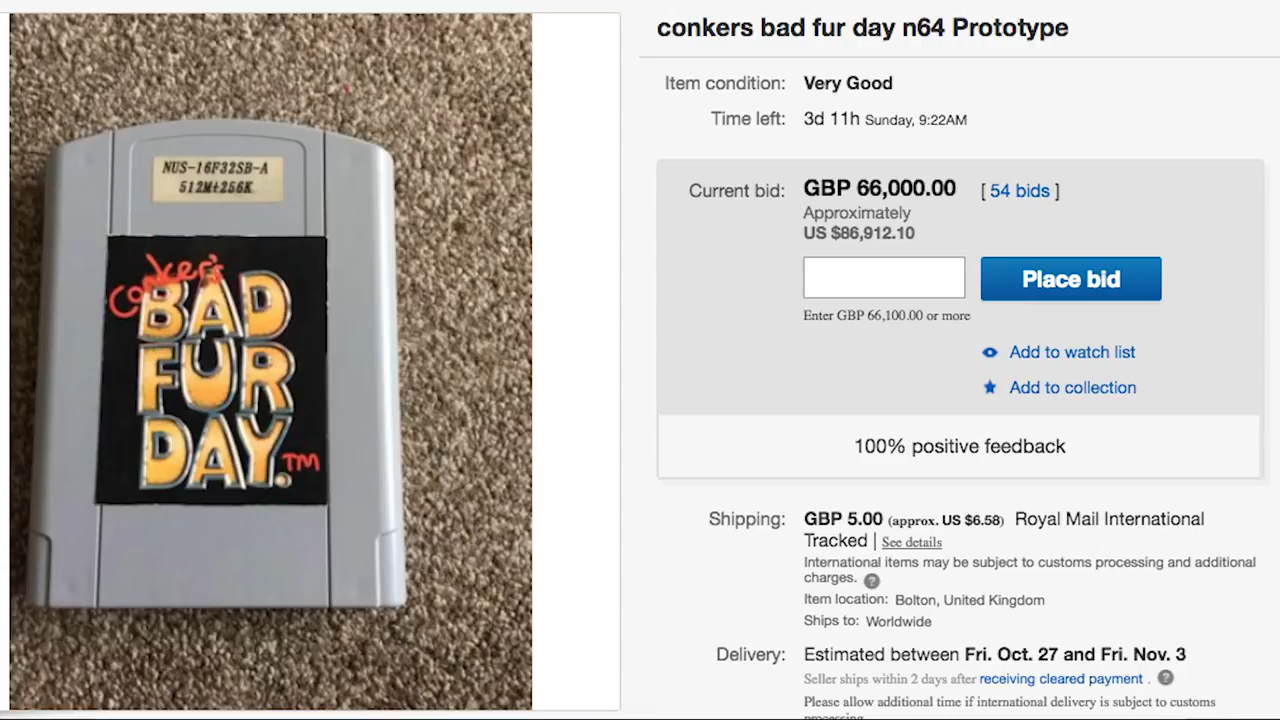 NUS-16F32SB-A
512M+256K
Conker's
BAD
FUR
DAY.TM
conkers bad fur day n64 Prototype
Item condition: Very Good
Time left: 3d 11h Sunday, 9:22AM
Current bid: GBP 66,000.00 [ 54 bids ]
Approximately
US $86,912.10
Place bid
Enter GBP 66,100.00 or more
Add to watch list
Add to collection
100% positive feedback
Shipping: GBP 5.00 (approx. US $6.58) Royal Mail International
Tracked | See details
International items may be subject to customs processing and additional
charges. ?
Item location: Bolton, United Kingdom
Ships to: Worldwide
Delivery: Estimated between Fri. Oct. 27 and Fri. Nov. 3
Seller ships within 2 days after receiving cleared payment . ?
Please allow additional time if international delivery is subject to customs
processing.